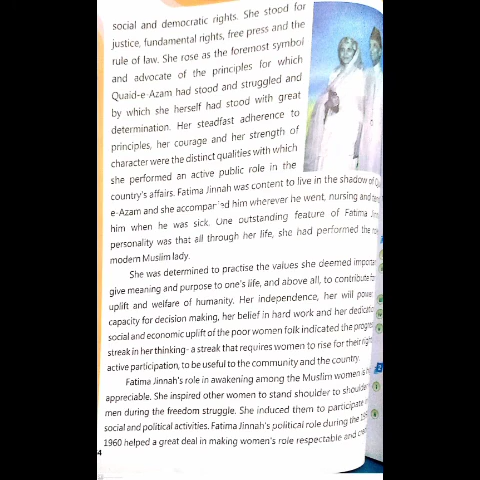 social and democratic rights. She stood for
justice, fundamental rights, free press and the
rule of law. She rose as the foremost symbol
and advocate of the principles for which
Quaid-e-Azam had stood and struggled and
by which she herself had stood with great
determination. Her steadfast adherence to
principles, her courage and her strength of
character were the distinct qualities with which
she performed an active public role in the
country's affairs. Fatima Jinnah was content to live in the shadow of
e-Azam and she accompanied him wherever he went, nursing and
him when he was sick. One outstanding feature of Fatima
personality was that all through her life, she had performed the
modern Muslim lady.
She was determined to practise the values she deemed
give meaning and purpose to one's life, and above all, to contribute
uplift and welfare of humanity. Her independence, her will power
capacity for decision making, her belief in hard work and her
social and economic uplift of the poor women folk indicated the
streak in her thinking- a streak that requires women to rise for their
active participation, to be useful to the community and the country.
Fatima Jinnah's role in awakening among the Muslim women is
appreciable. She inspired other women to stand shoulder to
men during the freedom struggle. She induced them to participate
social and political activities. Fatima Jinnah's political role during the
1960 helped a great deal in making women's role respectable and
4